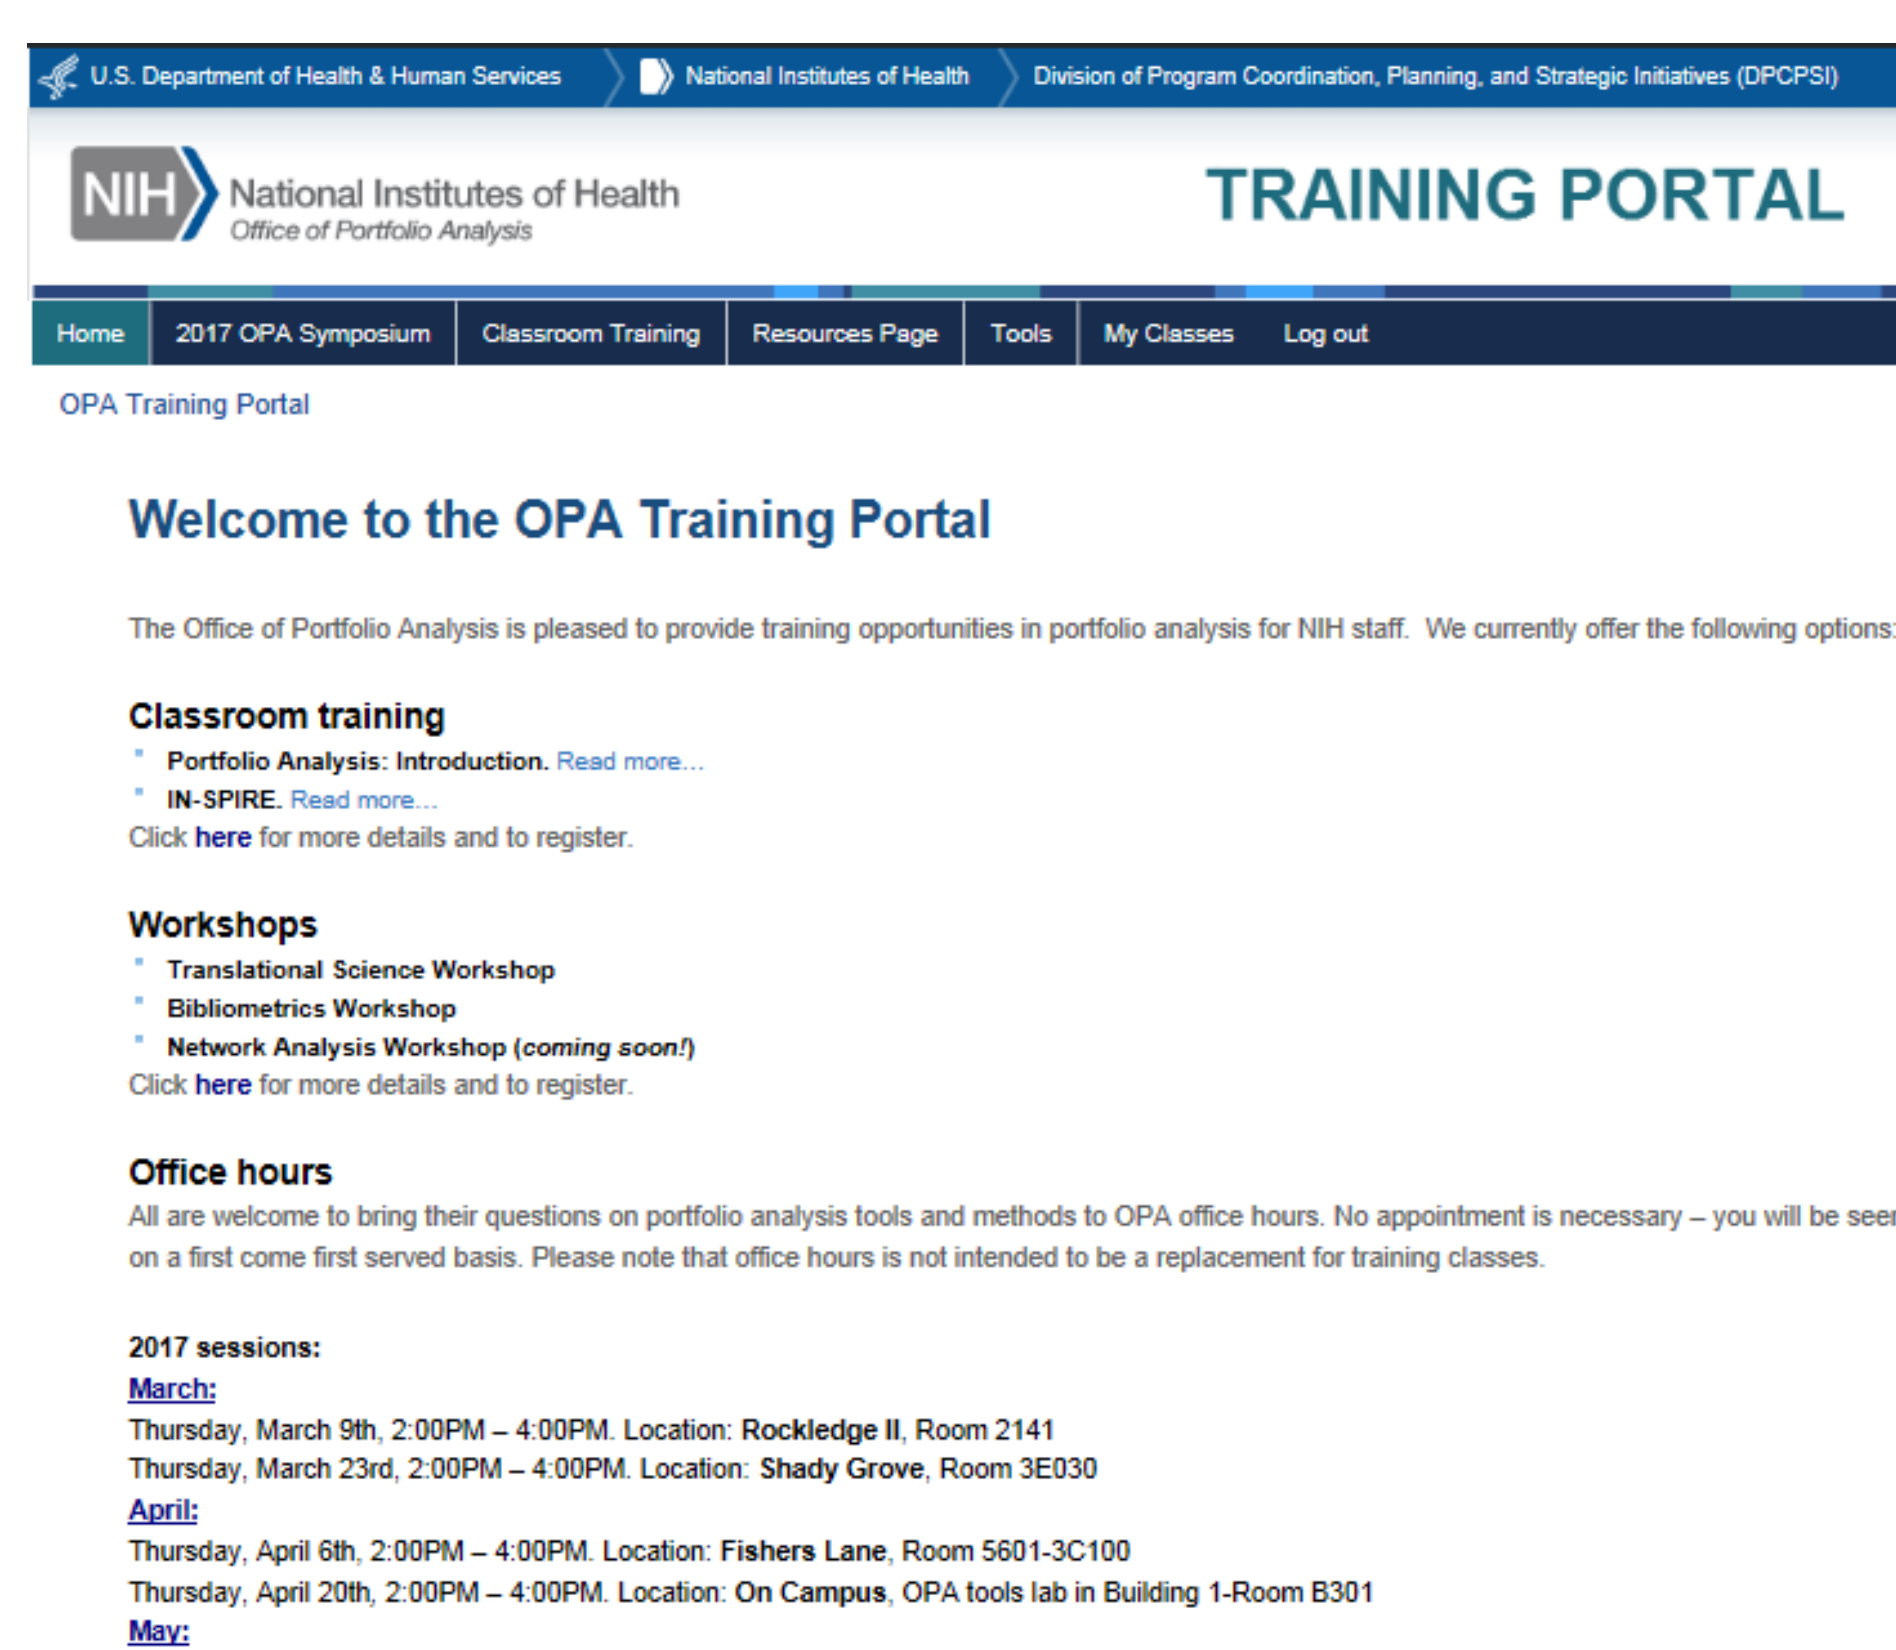 U.S. Department of Health & Human Services National Institutes of Health Division of Program Coordination, Planning, and Strategic Initiatives (DPCPSI)
NIH National Institutes of Health
Office of Portfolio Analysis
TRAINING PORTAL
Home 2017 OPA Symposium Classroom Training Resources Page Tools My Classes Log out
OPA Training Portal
Welcome to the OPA Training Portal
The Office of Portfolio Analysis is pleased to provide training opportunities in portfolio analysis for NIH staff. We currently offer the following options:
Classroom training
Portfolio Analysis: Introduction. Read more...
IN-SPIRE. Read more...
Click here for more details and to register.
Workshops
Translational Science Workshop
Bibliometrics Workshop
Network Analysis Workshop (coming soon!)
Click here for more details and to register.
Office hours
All are welcome to bring their questions on portfolio analysis tools and methods to OPA office hours. No appointment is necessary – you will be seen
on a first come first served basis. Please note that office hours is not intended to be a replacement for training classes.
2017 sessions:
March:
Thursday, March 9th, 2:00PM – 4:00PM. Location: Rockledge II, Room 2141
Thursday, March 23rd, 2:00PM – 4:00PM. Location: Shady Grove, Room 3E030
April:
Thursday, April 6th, 2:00PM – 4:00PM. Location: Fishers Lane, Room 5601-3C100
Thursday, April 20th, 2:00PM – 4:00PM. Location: On Campus, OPA tools lab in Building 1-Room B301
May: